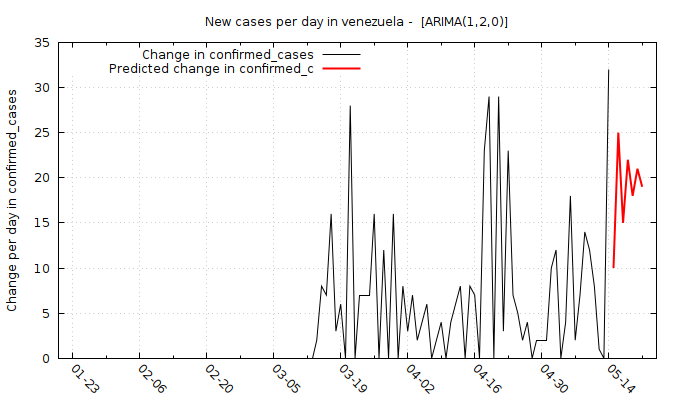 New cases per day in venezuela -  [ARIMA(1,2,0)]
Change in confirmed_cases
Predicted change in confirmed_c
Change per day in confirmed_cases
35
30
25
20
15
10
5
0
01-23 02-06 02-20 03-05 03-19 04-02 04-16 04-30 05-14